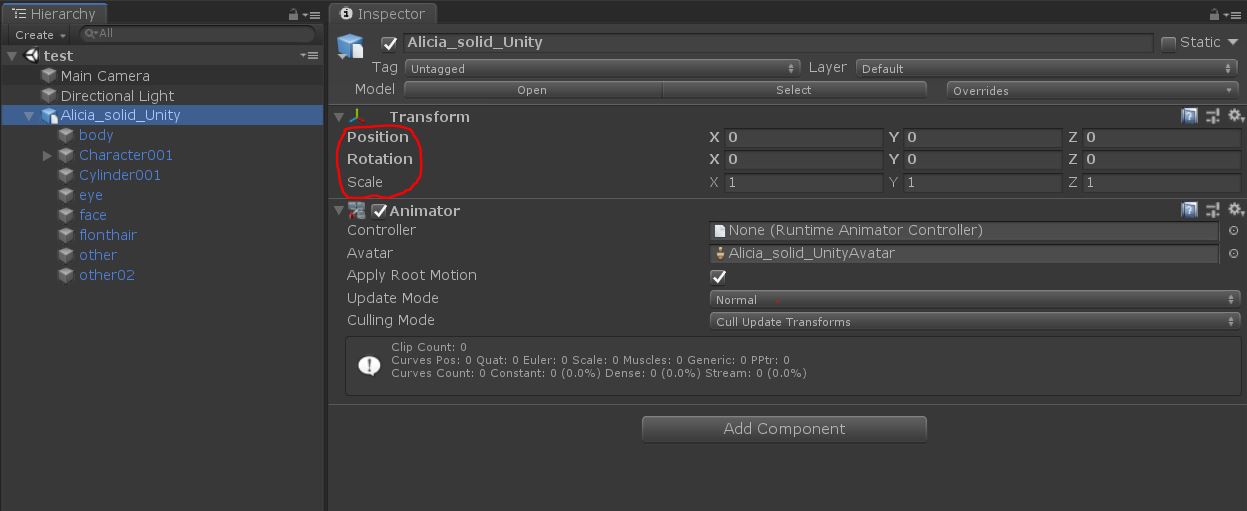 Hierarchy
Create
All
test
Main Camera
Directional Light
Alicia_solid_Unity
body
Character001
Cylinder001
eye
face
flonthair
other
other02
Inspector
Alicia_solid_Unity Static
Tag Untagged Layer Default
Model Open Select Overrides
Transform
Position X 0 Y 0 Z 0
Rotation X 0 Y 0 Z 0
Scale X 1 Y 1 Z 1
Animator
Controller None (Runtime Animator Controller)
Avatar Alicia_solid_UnityAvatar
Apply Root Motion
Update Mode Normal
Culling Mode Cull Update Transforms
Clip Count: 0
Curves Pos: 0 Quat: 0 Euler: 0 Scale: 0 Muscles: 0 Generic: 0 PPtr: 0
Curves Count: 0 Constant: 0 (0.0%) Dense: 0 (0.0%) Stream: 0 (0.0%)
Add Component